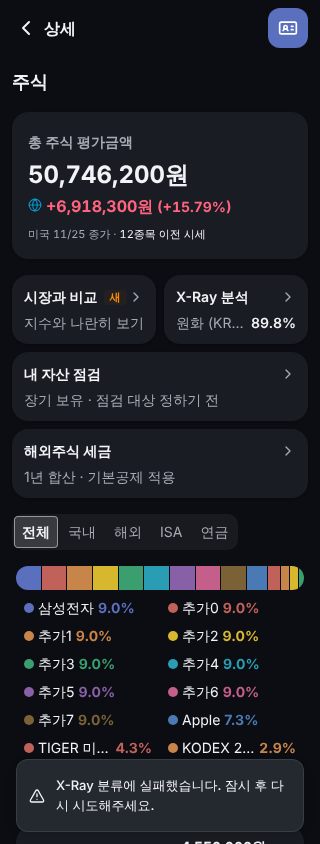 상세
주식
총 주식 평가금액
50,746,200원
+6,918,300원 (+15.79%)
미국 11/25 종가 · 12종목 이전 시세
시장과 비교 새
지수와 나란히 보기
X-Ray 분석
원화 (KR... 89.8%
내 자산 점검
장기 보유 · 점검 대상 정하기 전
해외주식 세금
1년 합산 · 기본공제 적용
전체 국내 해외 ISA 연금
삼성전자 9.0% 추가0 9.0%
추가1 9.0% 추가2 9.0%
추가3 9.0% 추가4 9.0%
추가5 9.0% 추가6 9.0%
추가7 9.0% Apple 7.3%
TIGER 미... 4.3% KODEX 2... 2.9%
X-Ray 분류에 실패했습니다. 잠시 후 다
시 시도해주세요.